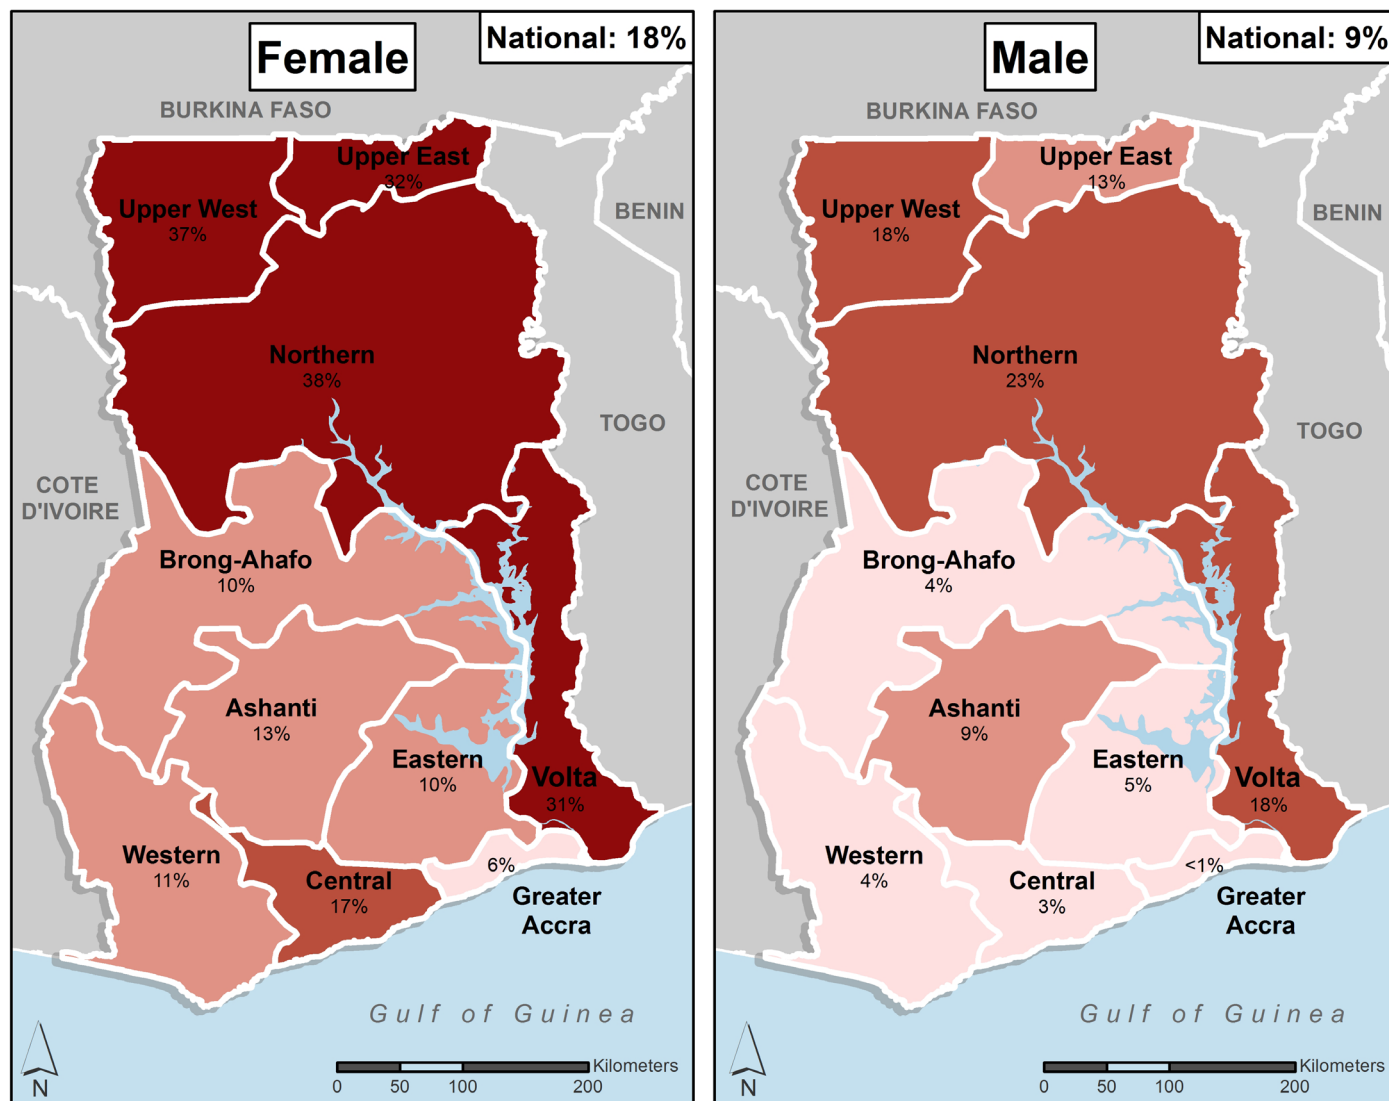 Female
National: 18%
BURKINA FASO
Upper East
32%
BENIN
Upper West
37%
Northern
38%
TOGO
COTE
D'IVOIRE
Brong-Ahafo
10%
Ashanti
13%
Eastern
10%
Volta
31%
Western
11%
6%
Central
17%
Greater
Accra
Gulf of Guinea
N
Kilometers
0 50 100 200
Male
National: 9%
BURKINA FASO
Upper East
13%
BENIN
Upper West
18%
Northern
23%
TOGO
COTE
D'IVOIRE
Brong-Ahafo
4%
Ashanti
9%
Eastern
5%
Volta
18%
Western
4%
<1%
Central
3%
Greater
Accra
Gulf of Guinea
N
Kilometers
0 50 100 200